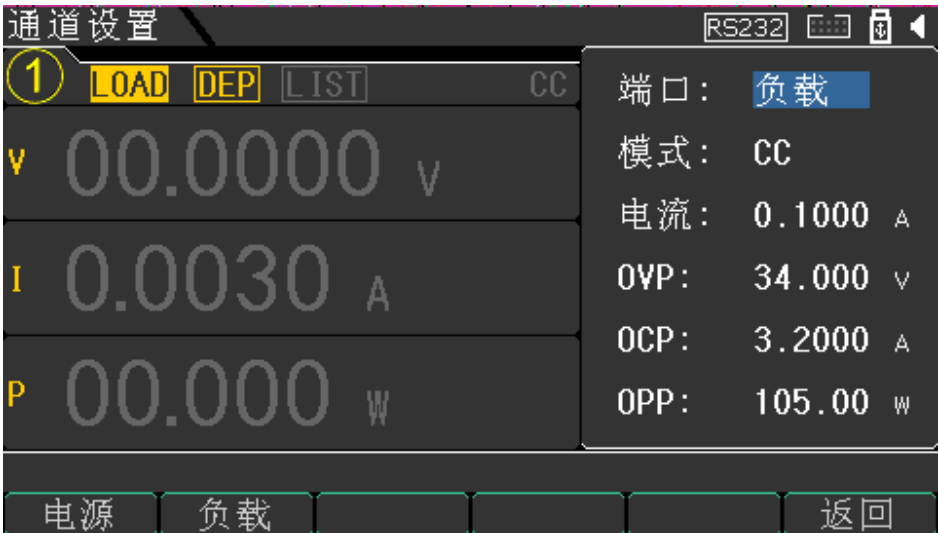 通道设置 RS232
1 LOAD DEP LIST CC
V 00.0000 V
I 0.0030 A
P 00.000 W
端口: 负载
模式: CC
电流: 0.1000 A
OVP: 34.000 V
OCP: 3.2000 A
OPP: 105.00 W
电源 负载 返回